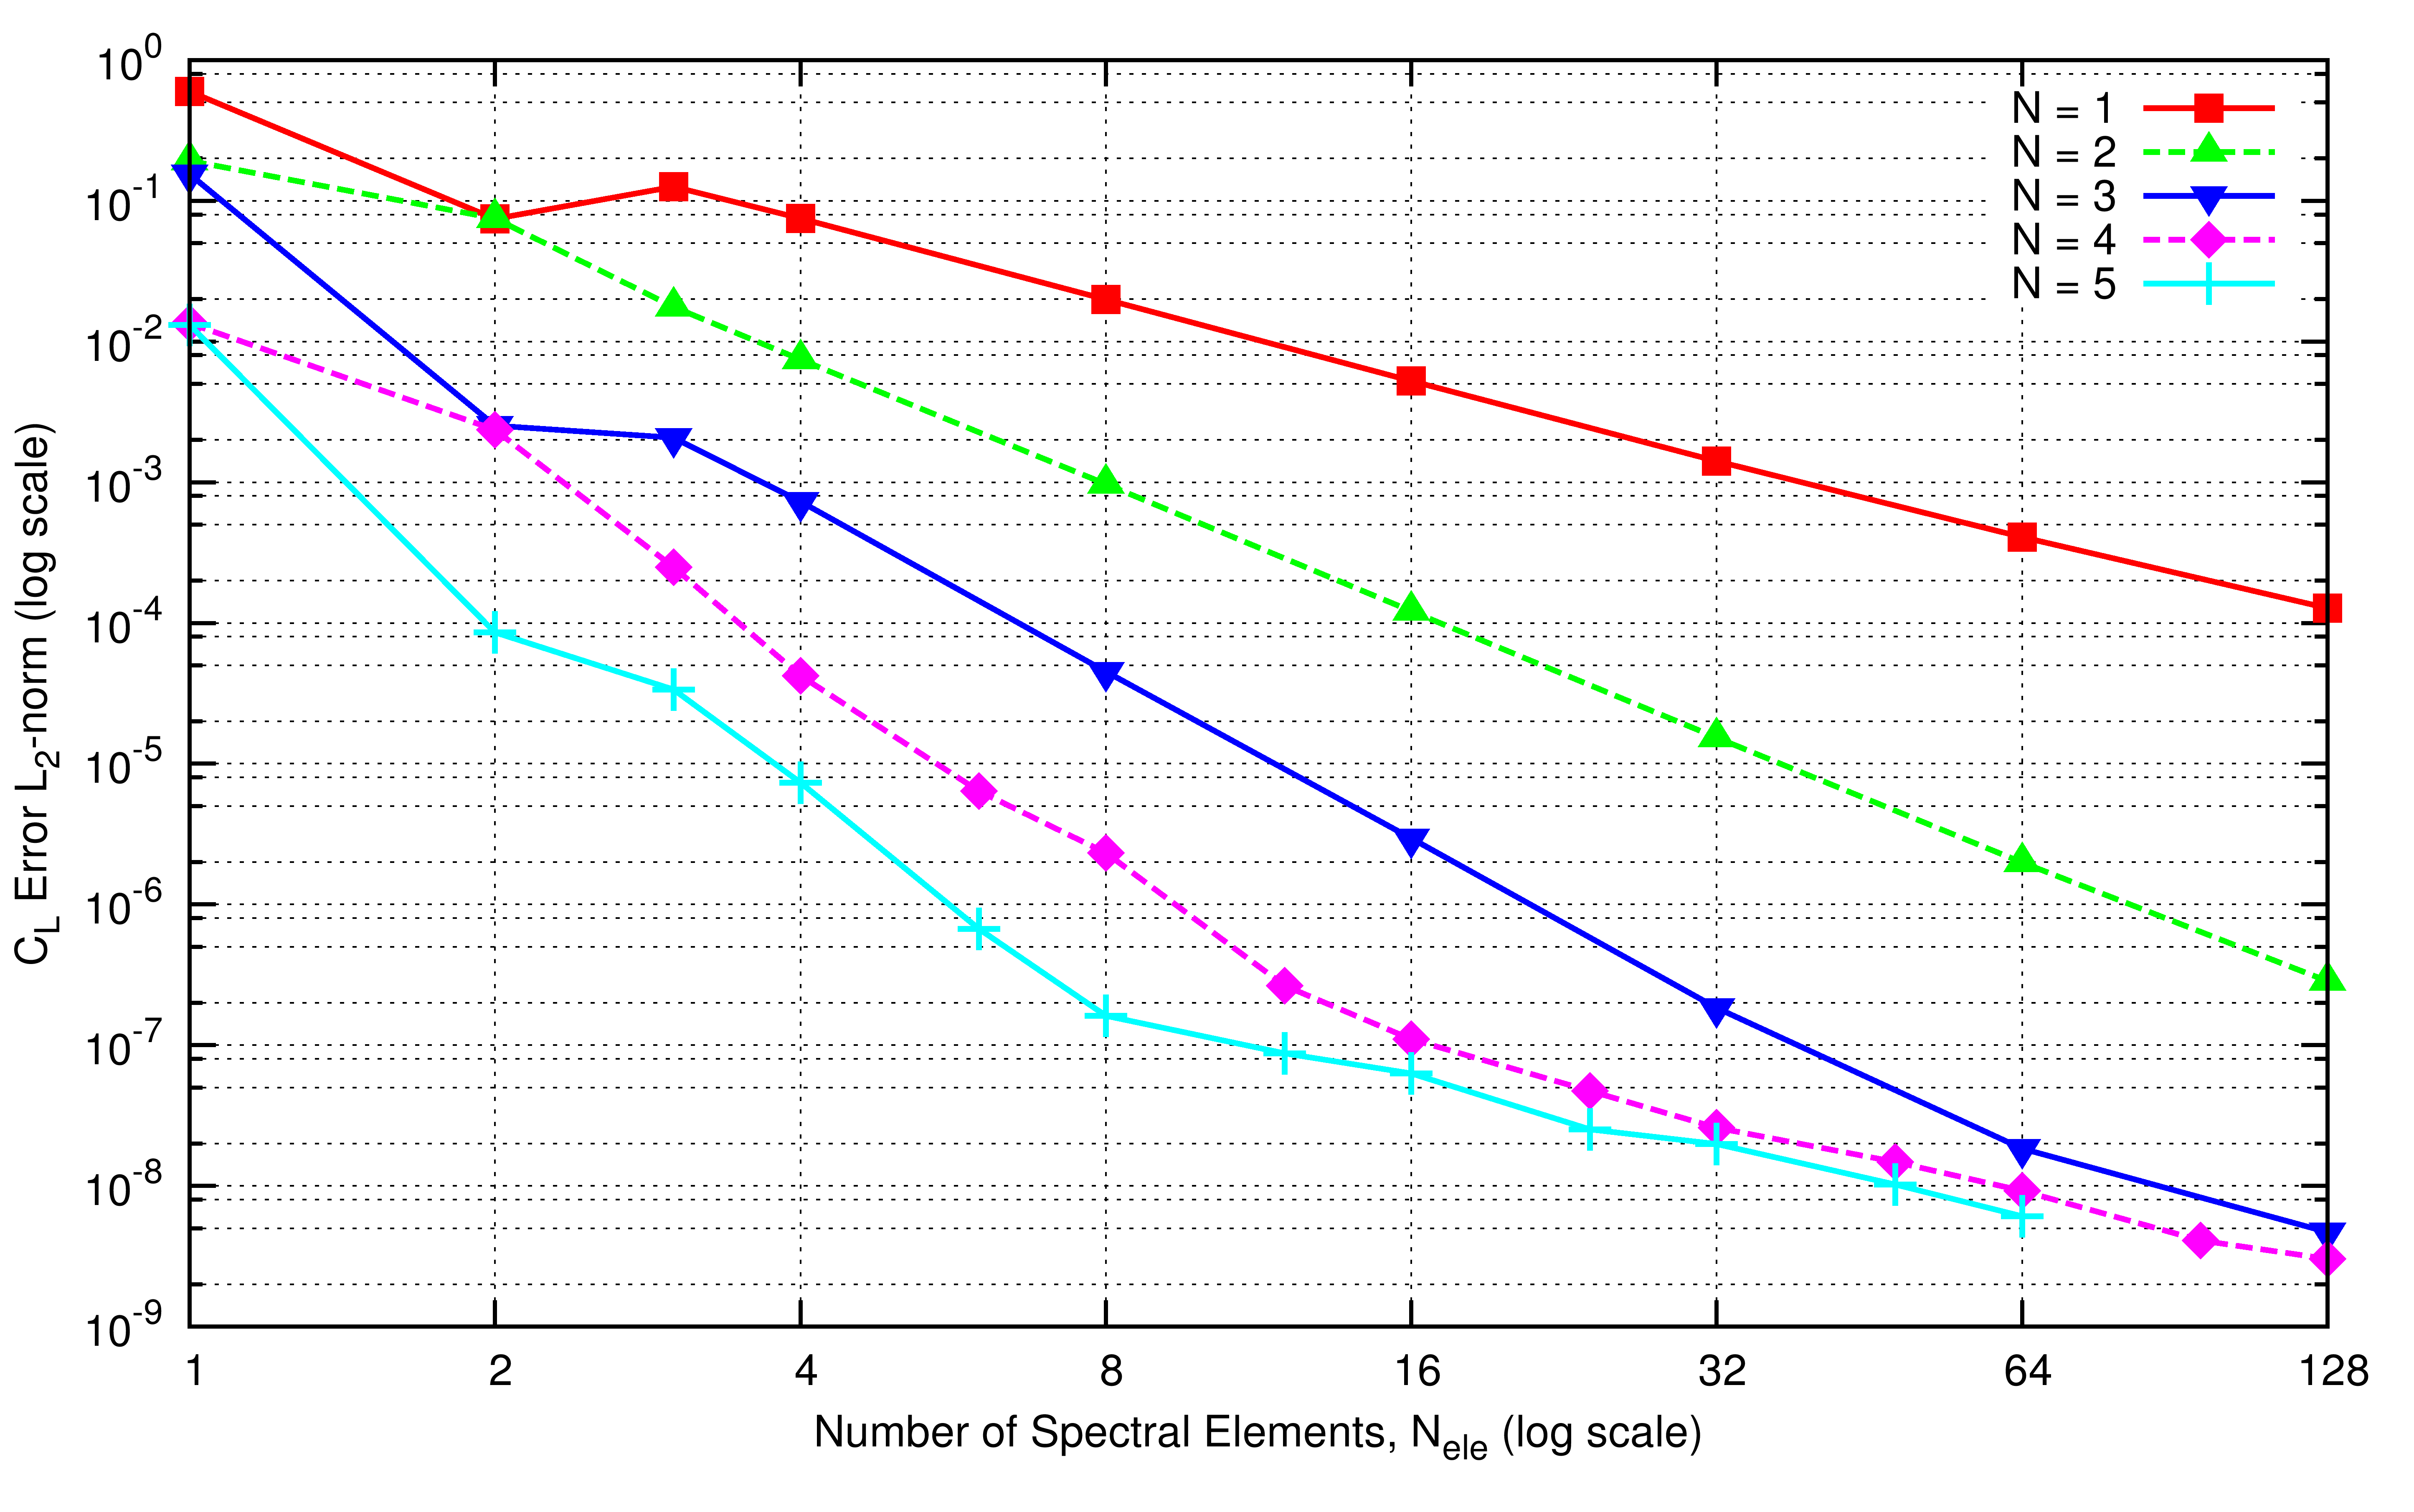 C_L Error L_2-norm (log scale)
10^0
10^-1
10^-2
10^-3
10^-4
10^-5
10^-6
10^-7
10^-8
10^-9
N = 1
N = 2
N = 3
N = 4
N = 5
1 2 4 8 16 32 64 128
Number of Spectral Elements, N_ele (log scale)